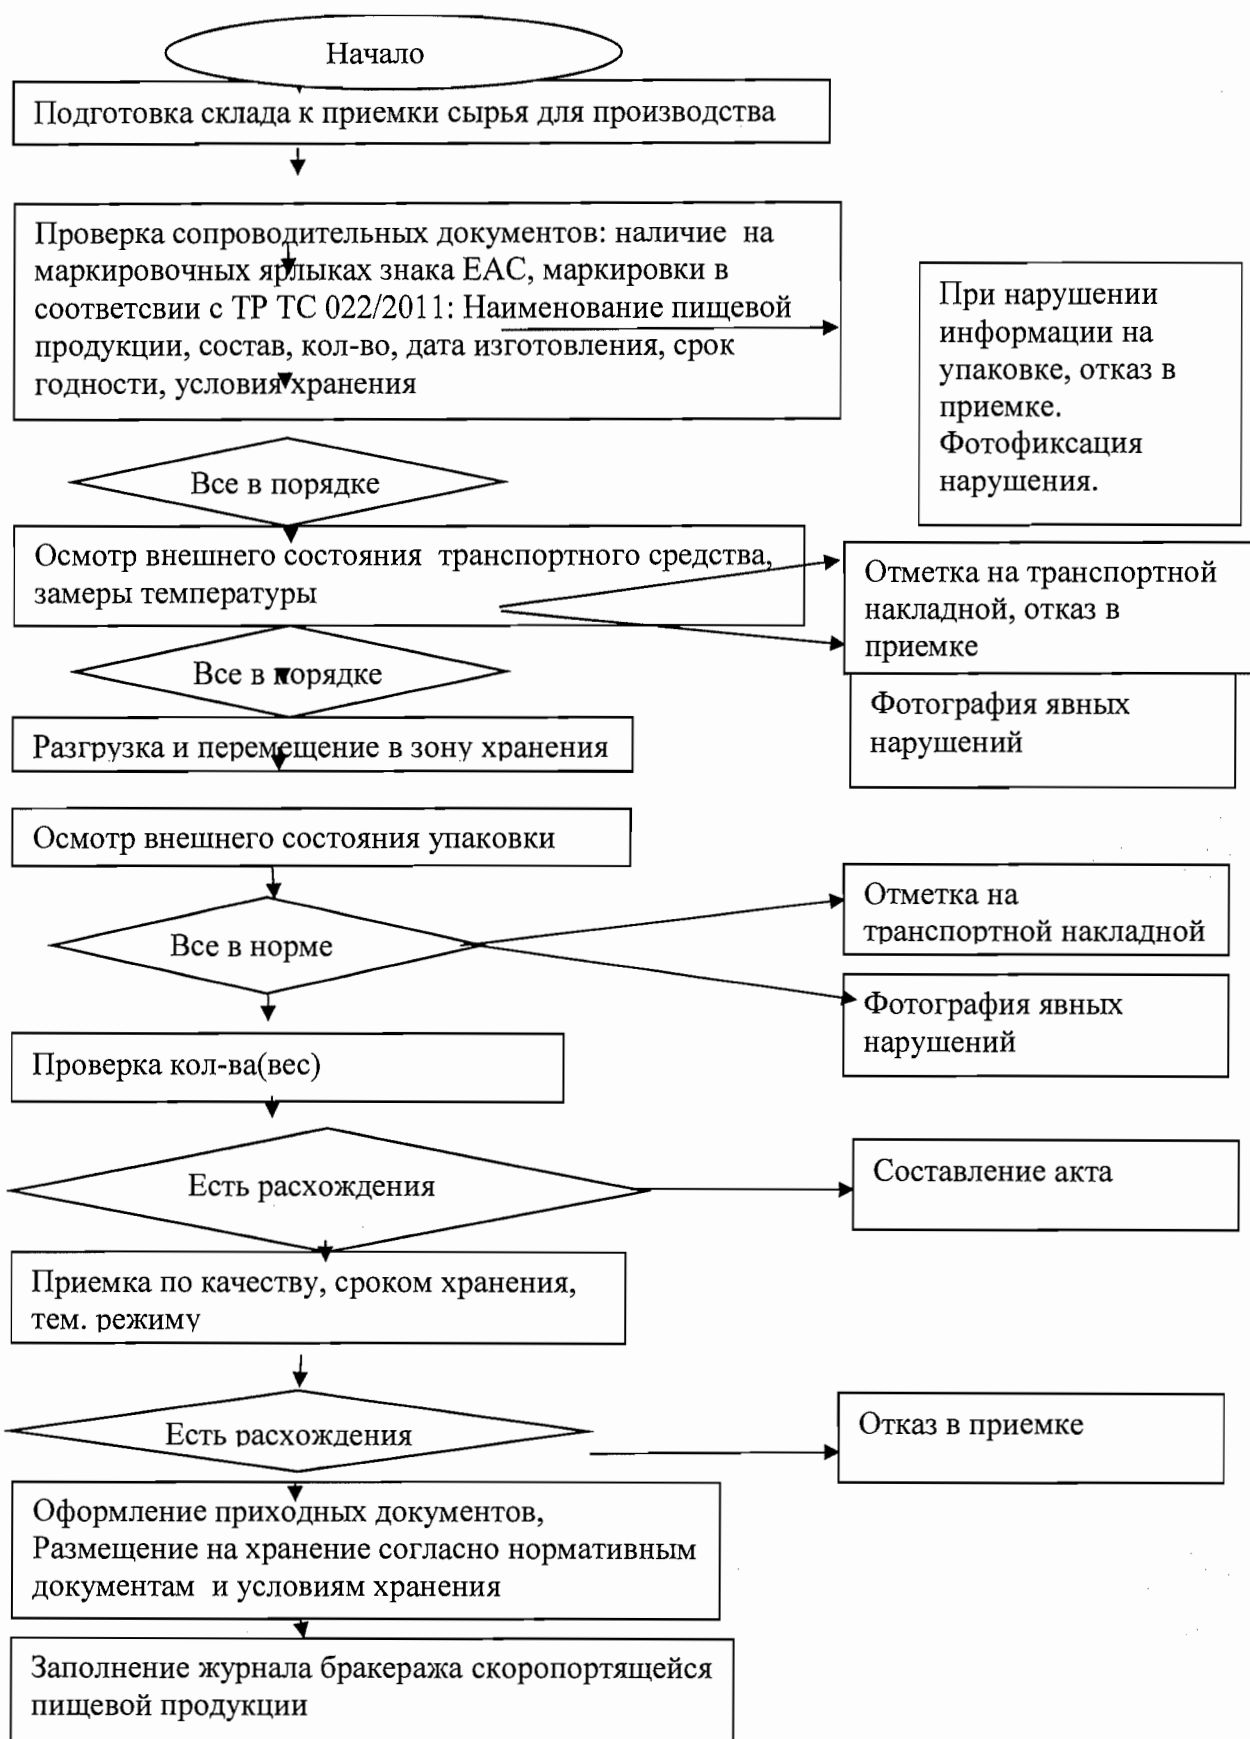 Начало
Подготовка склада к приемки сырья для производства
Проверка сопроводительных документов: наличие на
маркировочных ярлыках знака ЕАС, маркировки в
соответсвии с ТР ТС 022/2011: Наименование пищевой
продукции, состав, кол-во, дата изготовления, срок
годности, условия хранения
При нарушении
информации на
упаковке, отказ в
приемке.
Фотофиксация
нарушения.
Все в порядке
Осмотр внешнего состояния транспортного средства,
замеры температуры
Отметка на транспортной
накладной, отказ в
приемке
Все в порядке
Фотография явных
нарушений
Разгрузка и перемещение в зону хранения
Осмотр внешнего состояния упаковки
Отметка на
транспортной накладной
Все в норме
Фотография явных
нарушений
Проверка кол-ва(вес)
Есть расхождения
Составление акта
Приемка по качеству, сроком хранения,
тем. режиму
Есть расхождения
Отказ в приемке
Оформление приходных документов,
Размещение на хранение согласно нормативным
документам и условиям хранения
Заполнение журнала бракеража скоропортящейся
пищевой продукции